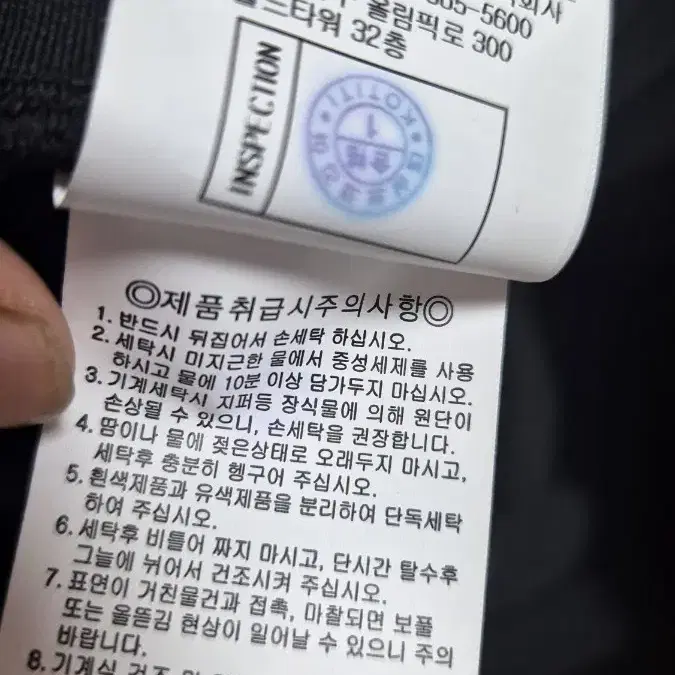 회사
5-5600
올림픽로 300
드타워 32층
INSPECTION
KOTITI
1
◎제품취급시주의사항◎
1. 반드시 뒤집어서 손세탁 하십시오.
2. 세탁시 미지근한 물에서 중성세제를 사용
하시고 물에 10분 이상 담가두지 마십시오.
3. 기계세탁시 지퍼등 장식물에 의해 원단이
손상될 수 있으니, 손세탁을 권장합니다.
4. 땀이나 물에 젖은상태로 오래두지 마시고,
세탁후 충분히 헹구어 주십시오.
5. 흰색제품과 유색제품을 분리하여 단독세탁
하여 주십시오.
6. 세탁후 비틀어 짜지 마시고, 단시간 탈수후
그늘에 뉘어서 건조시켜 주십시오.
7. 표면이 거친물건과 접촉, 마찰되면 보풀
또는 올뜯김 현상이 일어날 수 있으니 주의
바랍니다.
8. 기계식 건조